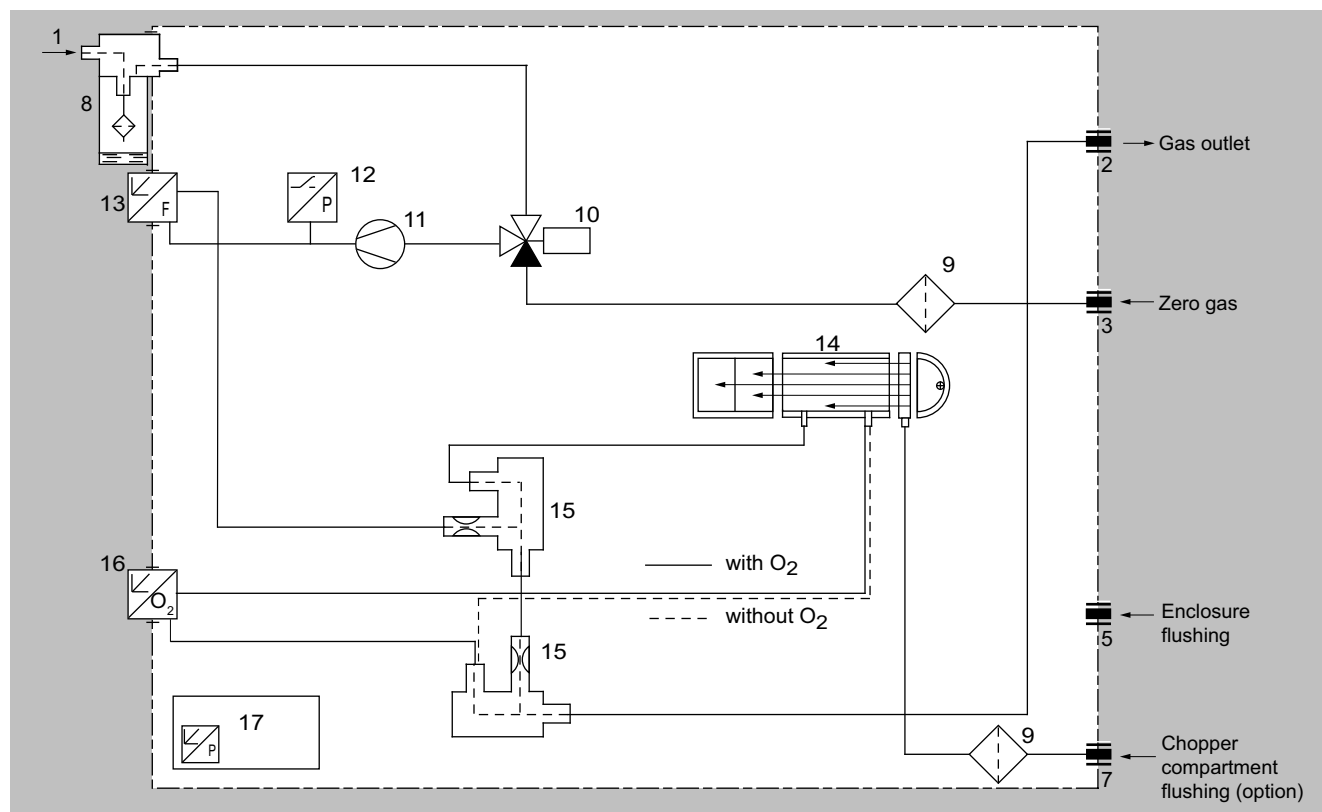 1
8
Gas outlet
2
12
13
F
P
11
10
9
Zero gas
3
14
15
16
with O2
O2
without O2
Enclosure
flushing
5
15
17
P
9
Chopper
compartment
flushing (option)
7